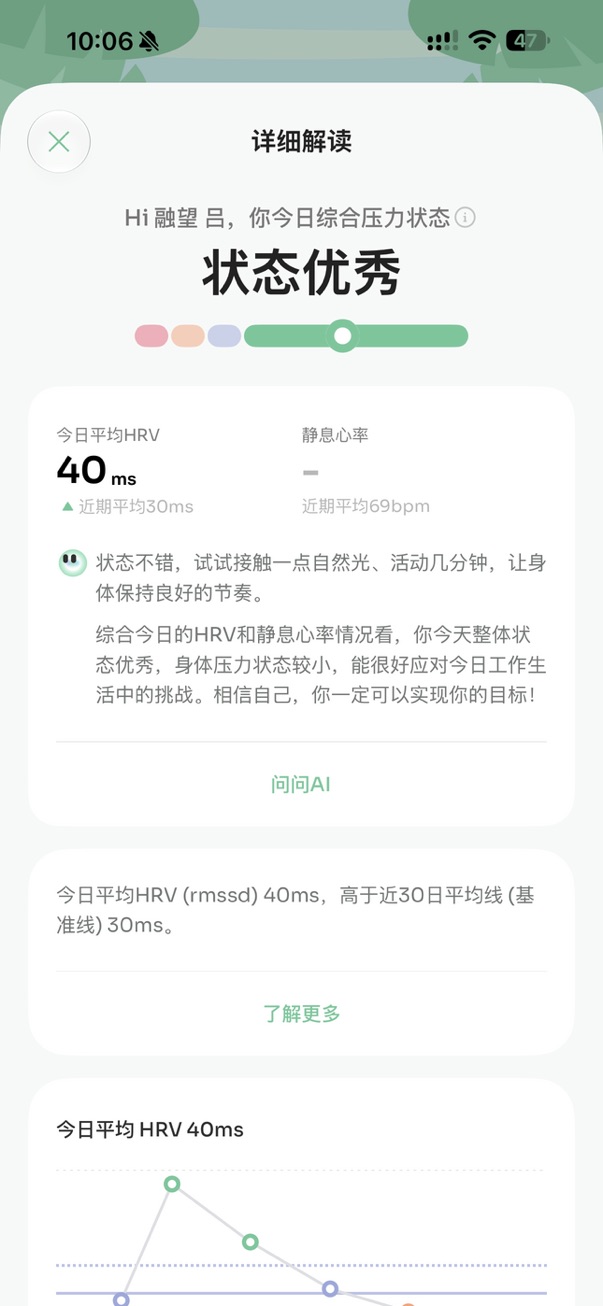 10:06
47
详细解读
Hi 融望 吕，你今日综合压力状态
状态优秀
今日平均HRV
静息心率
40 ms
–
近期平均30ms
近期平均69bpm
状态不错，试试接触一点自然光、活动几分钟，让身
体保持良好的节奏。
综合今日的HRV和静息心率情况看，你今天整体状
态优秀，身体压力状态较小，能很好应对今日工作生
活中的挑战。相信自己，你一定可以实现你的目标！
问问AI
今日平均HRV (rmssd) 40ms，高于近30日平均线 (基
准线) 30ms。
了解更多
今日平均 HRV 40ms